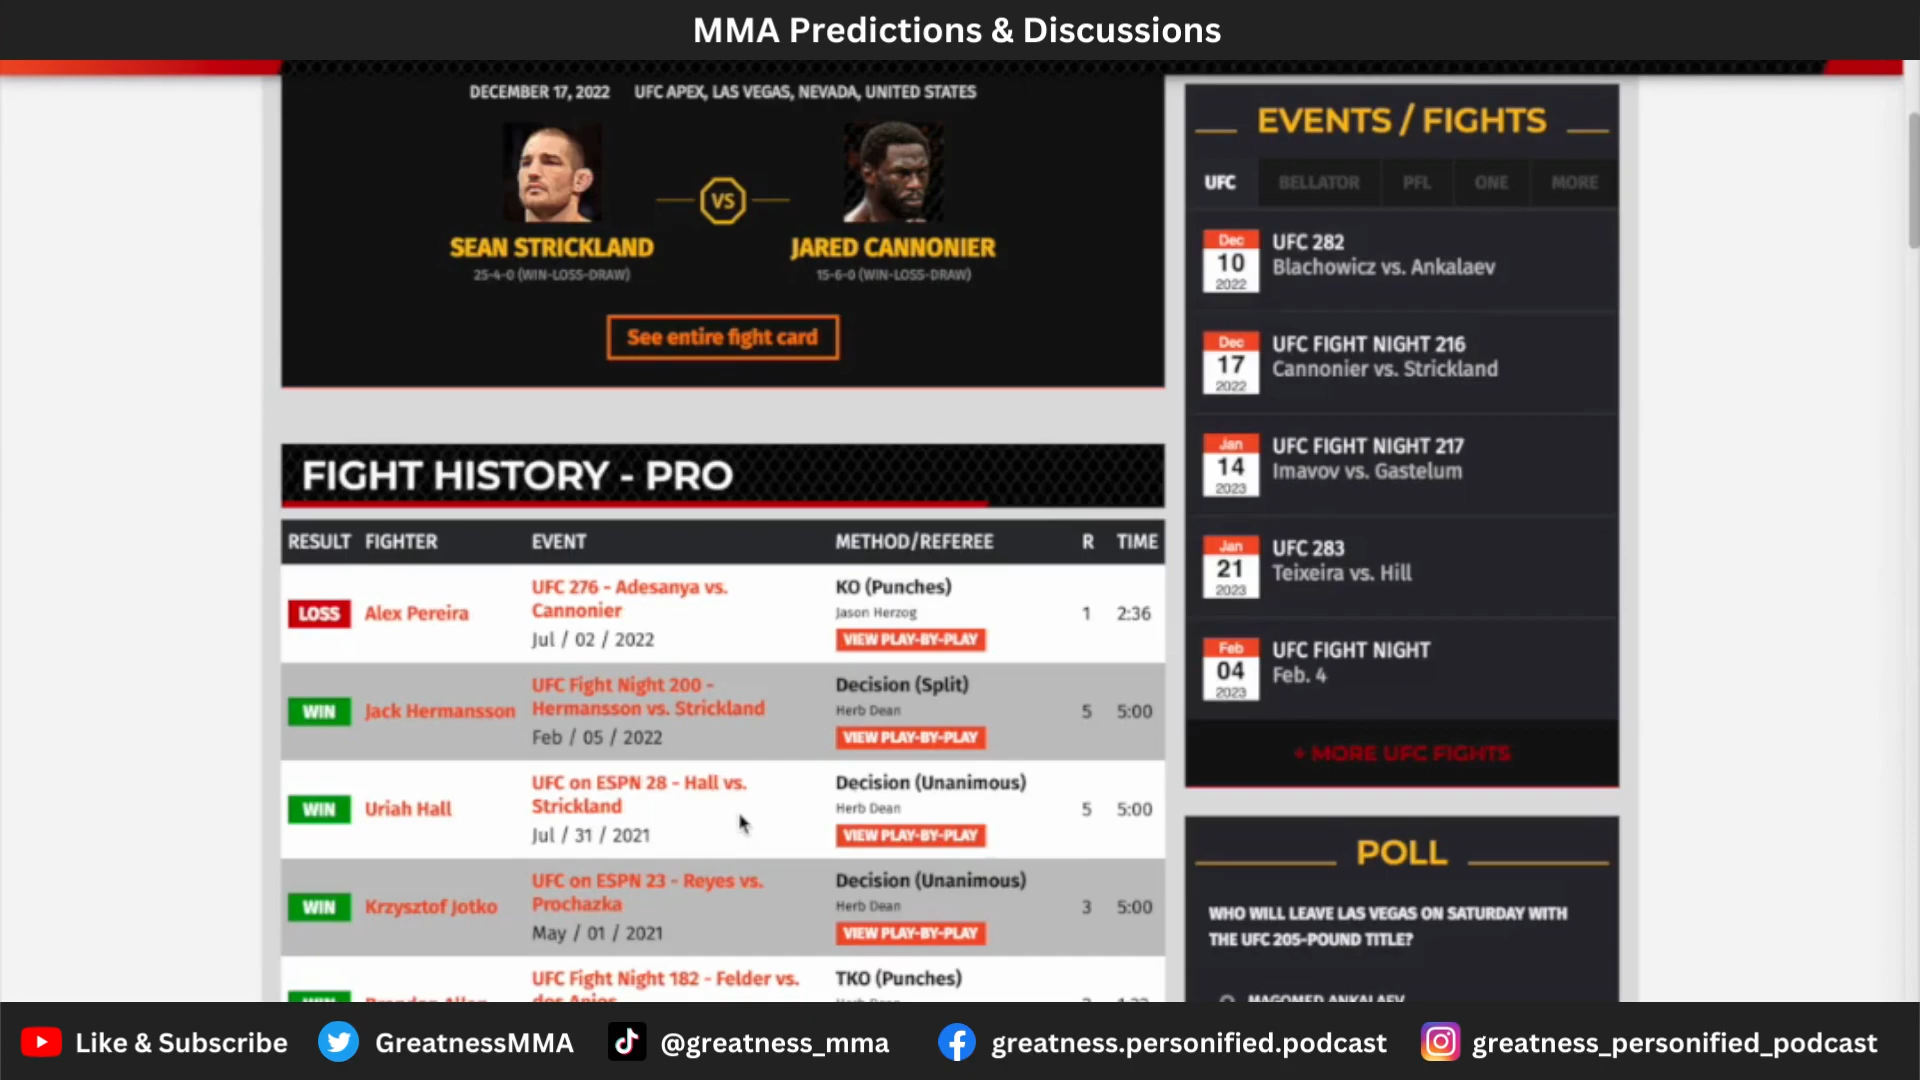 MMA Predictions & Discussions
DECEMBER 17, 2022 UFC APEX, LAS VEGAS, NEVADA, UNITED STATES
VS
SEAN STRICKLAND JARED CANNONIER
25-4-0 (WIN-LOSS-DRAW) 15-6-0 (WIN-LOSS-DRAW)
See entire fight card
FIGHT HISTORY - PRO
RESULT FIGHTER EVENT METHOD/REFEREE R TIME
LOSS Alex Pereira UFC 276 - Adesanya vs. KO (Punches) 1 2:36
Cannonier Jason Herzog
Jul / 02 / 2022 VIEW PLAY-BY-PLAY
WIN Jack Hermansson UFC Fight Night 200 - Decision (Split) 5 5:00
Hermansson vs. Strickland Herb Dean
Feb / 05 / 2022 VIEW PLAY-BY-PLAY
WIN Uriah Hall UFC on ESPN 28 - Hall vs. Decision (Unanimous) 5 5:00
Strickland Herb Dean
Jul / 31 / 2021 VIEW PLAY-BY-PLAY
WIN Krzysztof Jotko UFC on ESPN 23 - Reyes vs. Decision (Unanimous) 3 5:00
Prochazka Herb Dean
May / 01 / 2021 VIEW PLAY-BY-PLAY
UFC Fight Night 182 - Felder vs. TKO (Punches)
EVENTS / FIGHTS
UFC BELLATOR PFL ONE MORE
Dec UFC 282
10 Blachowicz vs. Ankalaev
2022
Dec UFC FIGHT NIGHT 216
17 Cannonier vs. Strickland
2022
Jan UFC FIGHT NIGHT 217
14 Imavov vs. Gastelum
2023
Jan UFC 283
21 Teixeira vs. Hill
2023
Feb UFC FIGHT NIGHT
04 Feb. 4
2023
+ MORE UFC FIGHTS
POLL
WHO WILL LEAVE LAS VEGAS ON SATURDAY WITH
THE UFC 205-POUND TITLE?
MAGOMED ANKALAEV
Like & Subscribe GreatnessMMA @greatness_mma greatness.personified.podcast greatness_personified_podcast